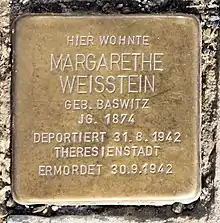 HIER WOHNTE
MARGARETHE
WEISSTEIN
GEB. BASWITZ
JG. 1874
DEPORTIERT 31.8.1942
THERESIENSTADT
ERMORDET 30.9.1942